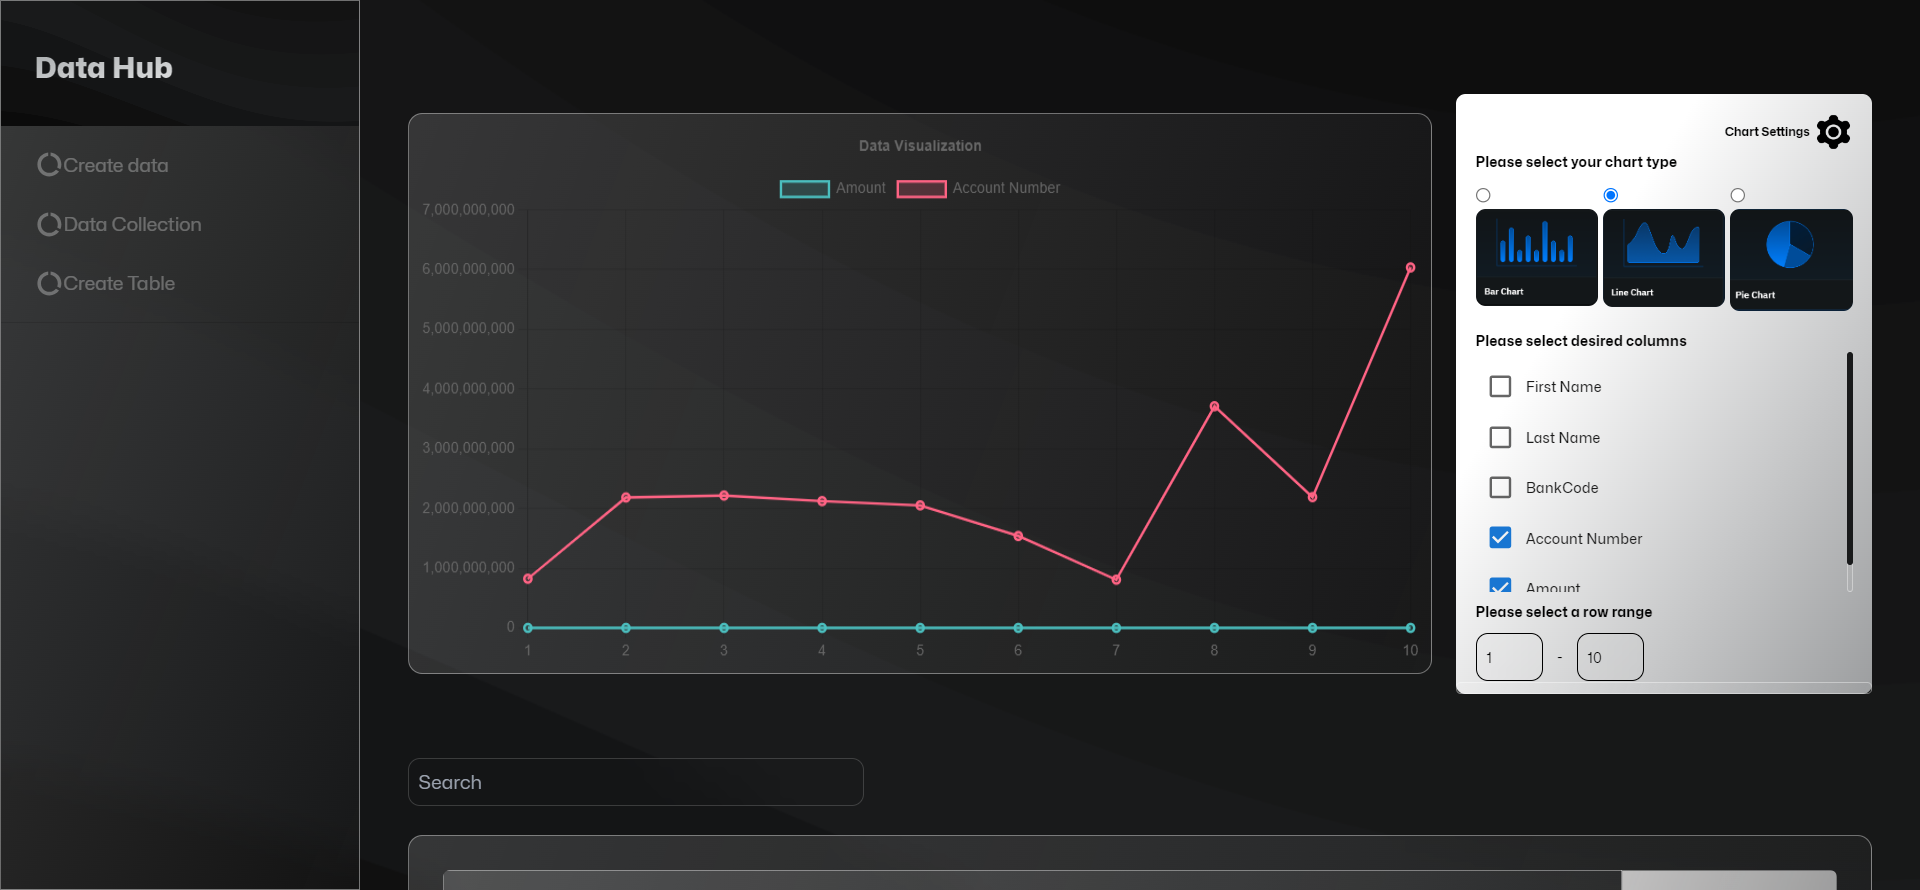 Data Hub
Create data
Data Collection
Create Table
Data Visualization
Amount Account Number
7,000,000,000
6,000,000,000
5,000,000,000
4,000,000,000
3,000,000,000
2,000,000,000
1,000,000,000
0
1 2 3 4 5 6 7 8 9 10
Chart Settings
Please select your chart type
Bar Chart Line Chart Pie Chart
Please select desired columns
First Name
Last Name
BankCode
Account Number
Amount
Please select a row range
1 - 10
Search